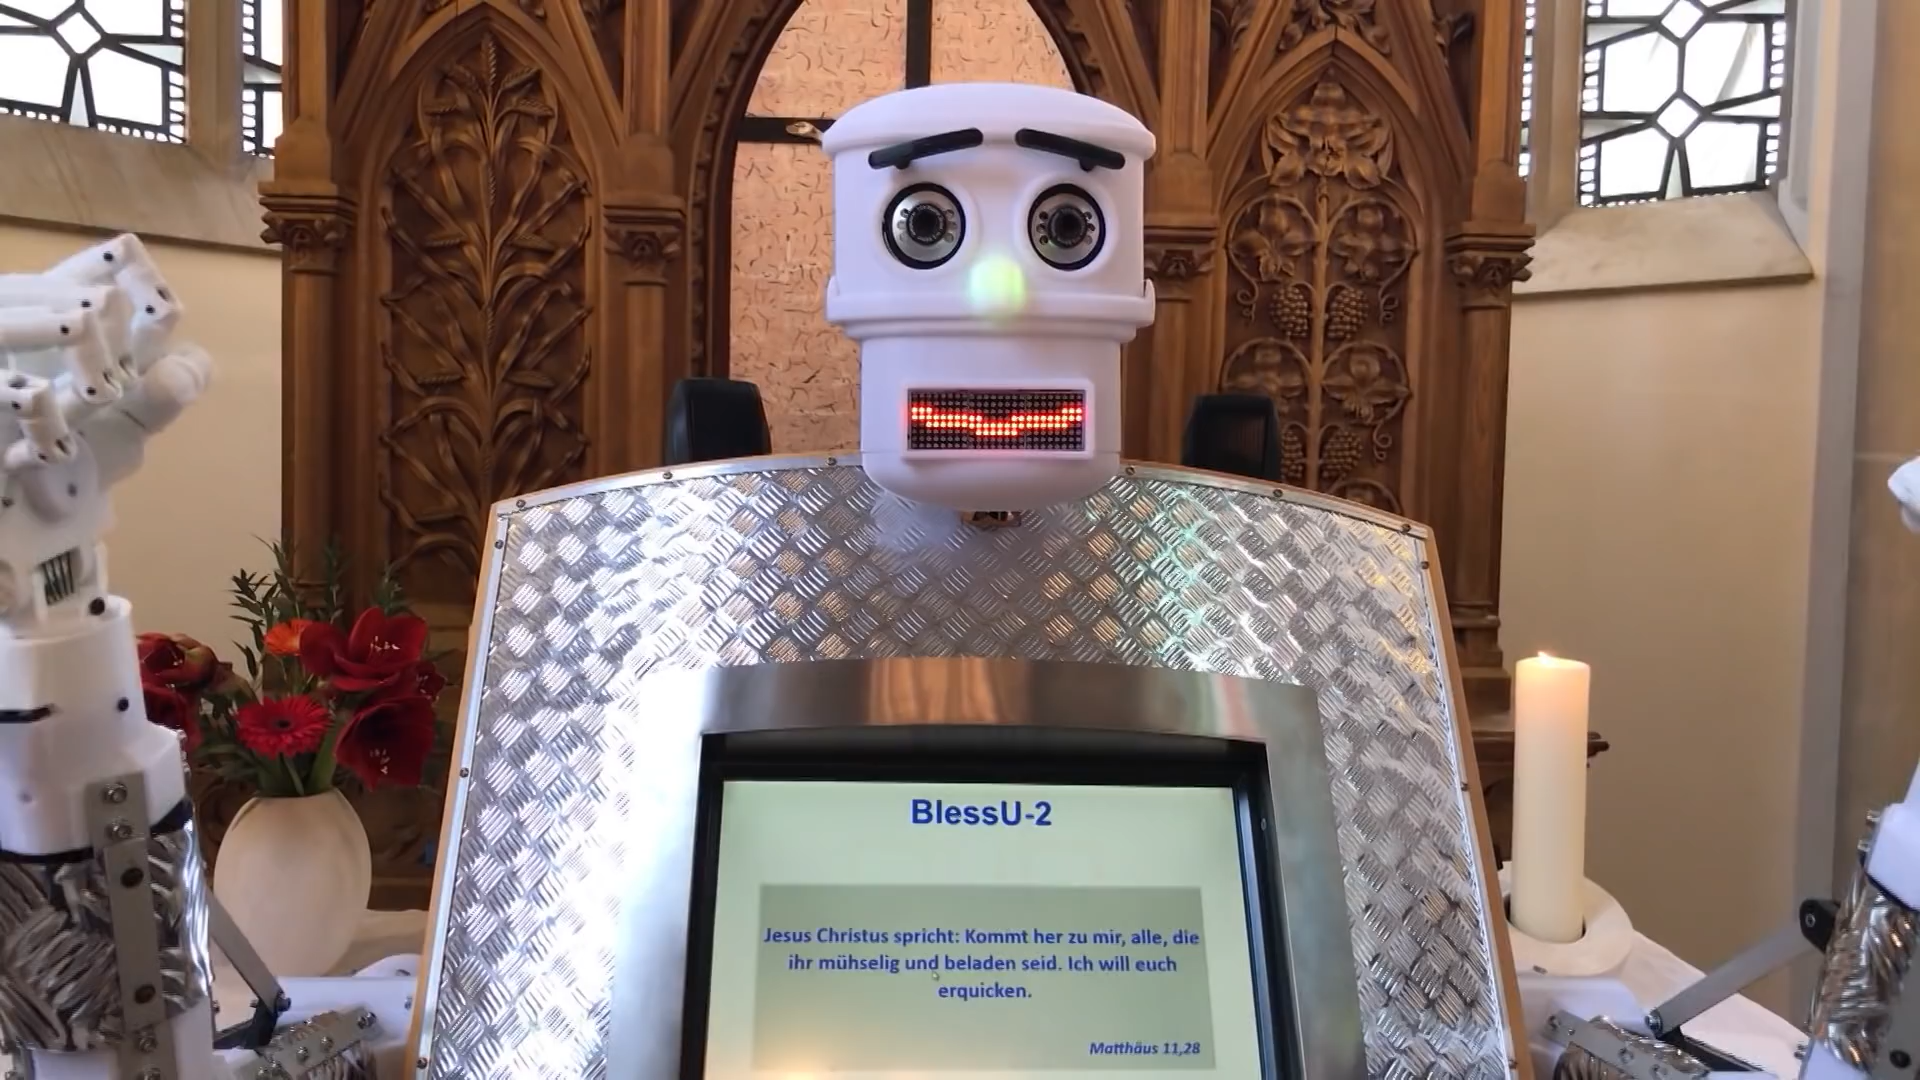 BlessU-2
Jesus Christus spricht: Kommt her zu mir, alle, die
ihr mühselig und beladen seid. Ich will euch
erquicken.
Matthäus 11,28